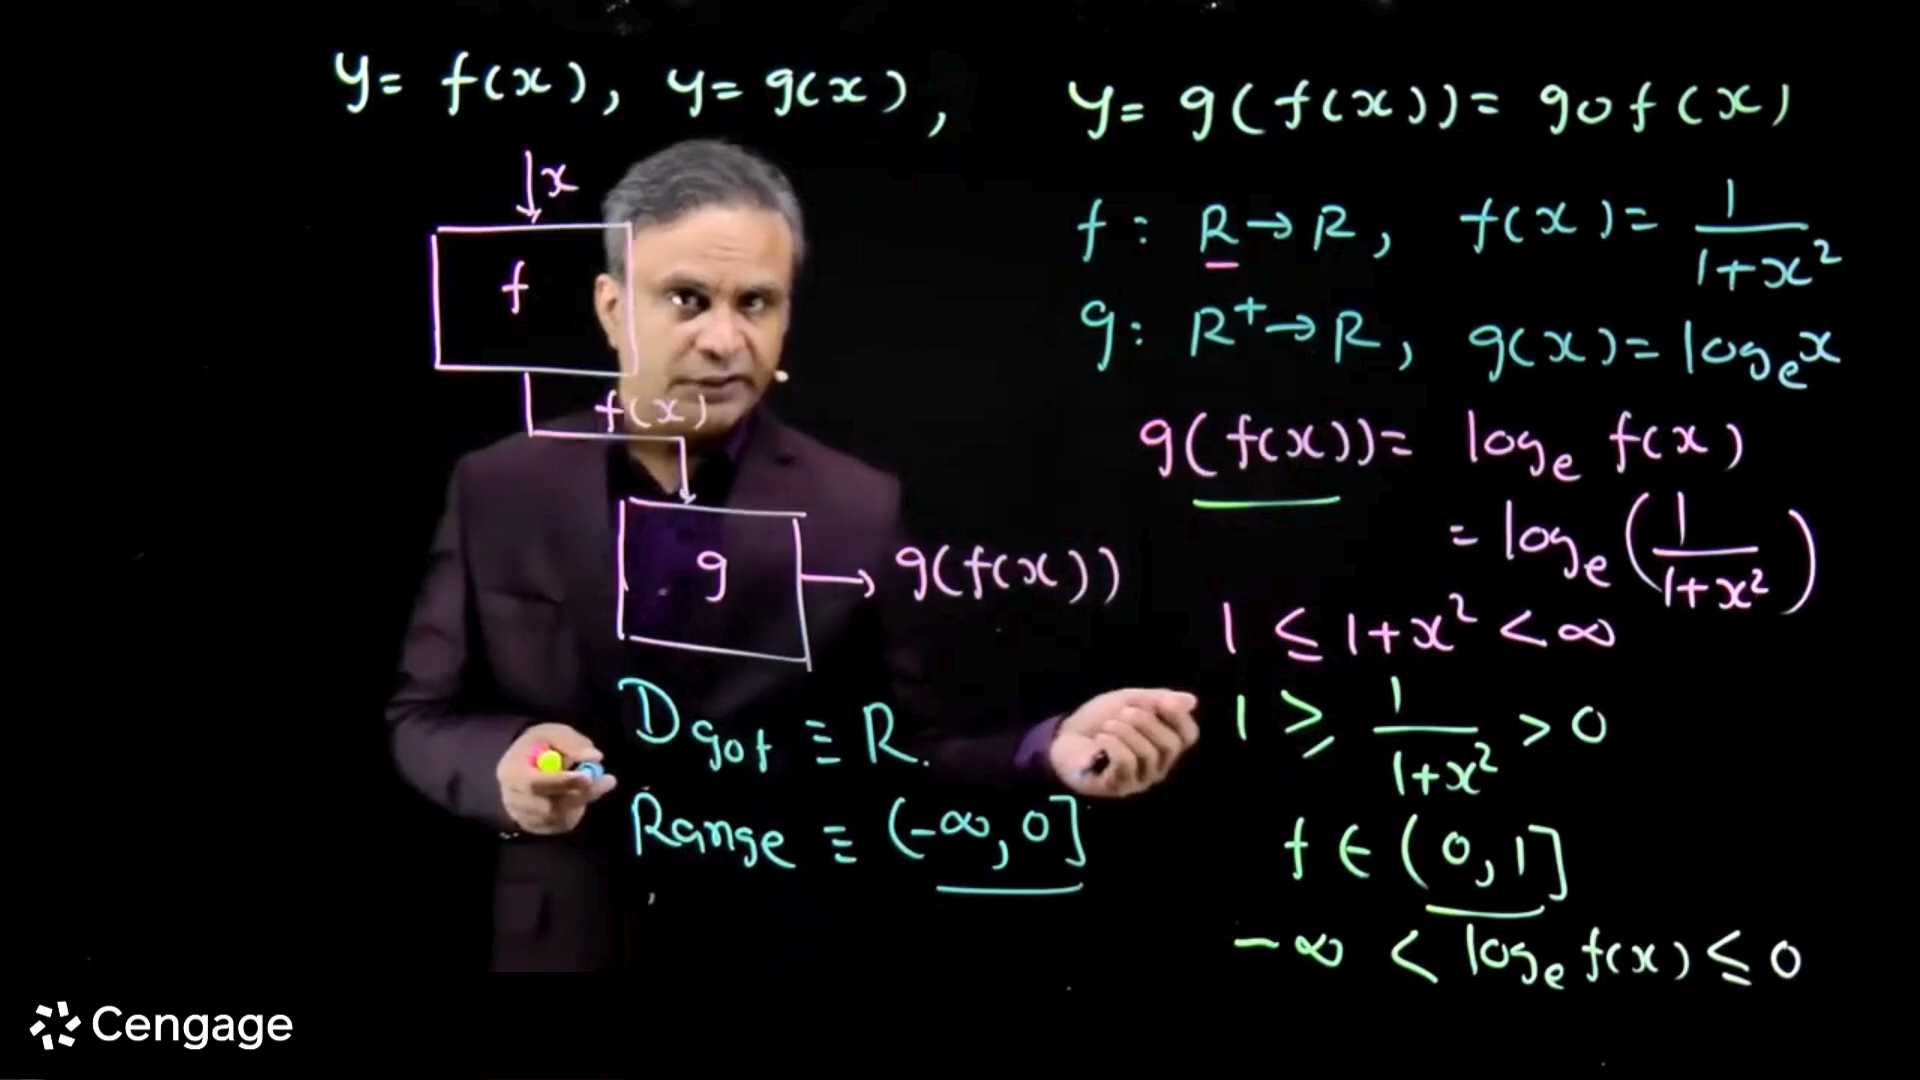 y= f(x), y= g(x), y= g(f(x))= gof(x)
↓x
f
f(x)
g → g(f(x))
f: R→R, f(x)= 1/(1+x²)
g: R⁺→R, g(x)= logₑx
g(f(x))= logₑ f(x)
= logₑ(1/(1+x²))
1 ≤ 1+x² < ∞
1 ≥ 1/(1+x²) > 0
f ∈ (0,1]
-∞ < logₑ f(x) ≤ 0
D gof ≡ R.
Range ≡ (-∞,0]
Cengage